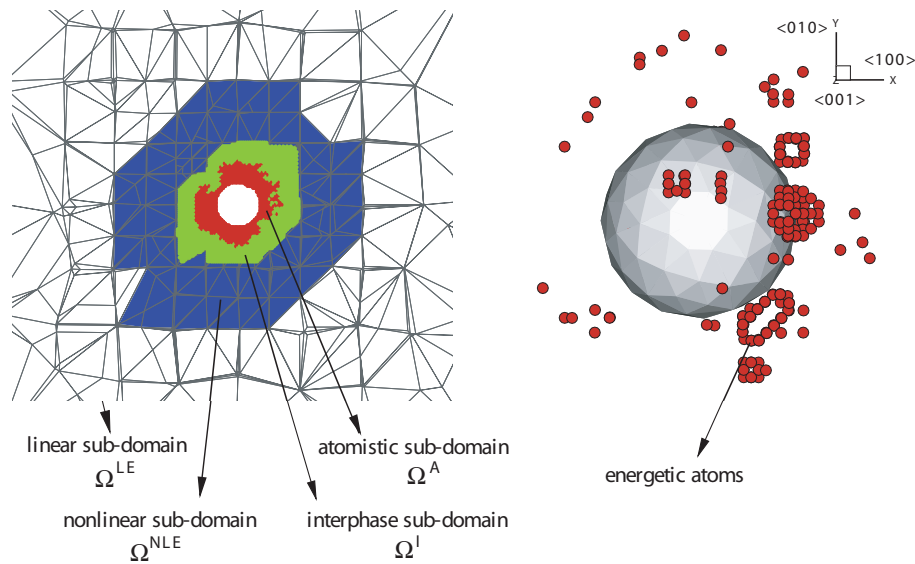 <010>
Y
<100>
Z
X
<001>
linear sub-domain
Ω^LE
atomistic sub-domain
Ω^A
energetic atoms
nonlinear sub-domain
Ω^NLE
interphase sub-domain
Ω^I